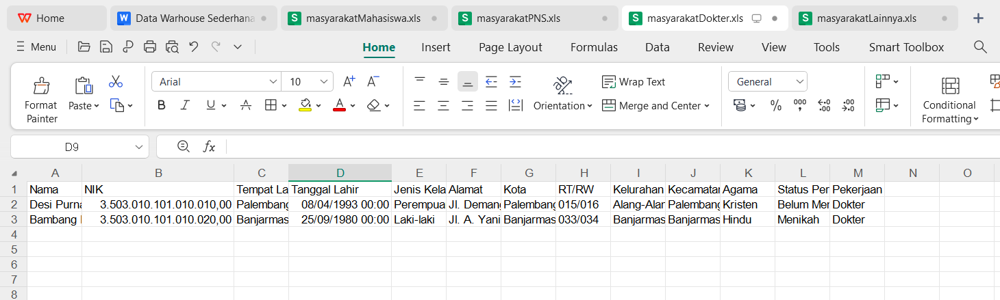 Home Data Warhouse Sederhana masyarakatMahasiswa.xls masyarakatPNS.xls masyarakatDokter.xls masyarakatLainnya.xls +
Menu Home Insert Page Layout Formulas Data Review View Tools Smart Toolbox
Format Painter
Paste
Arial 10 A+ A-
B I U A
Orientation
Wrap Text
Merge and Center
General
% 000 .00 .00
Conditional Formatting
D9 fx
A B C D E F G H I J K L M N O
1 Nama NIK Tempat La Tanggal Lahir Jenis Kela Alamat Kota RT/RW Kelurahan Kecamatan Agama Status Per Pekerjaan
2 Desi Purna 3.503.010.101.010.010,00 Palembang 08/04/1993 00:00 Perempua Jl. Demang Palembang 015/016 Alang-Alar Palembang Kristen Belum Mer Dokter
3 Bambang 3.503.010.101.010.020,00 Banjarmas 25/09/1980 00:00 Laki-laki Jl. A. Yani Banjarmas 033/034 Banjarmas Banjarmas Hindu Menikah Dokter
4
5
6
7
8